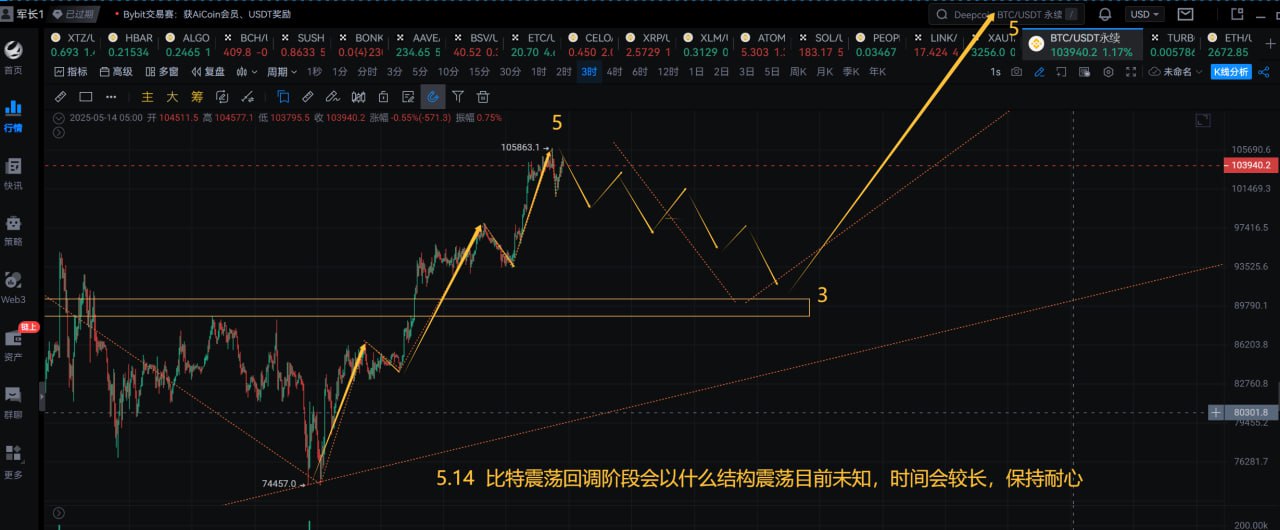 军长1 已过期 • Bybit交易赛：获AiCoin会员、USDT奖励 Deepcoin BTC/USDT 永续 / USD
XTZ/U HBAR ALGO BCH/U SUSH BONK AAVE, BSV/U ETC/U CELO/ XRP/U XLM/U ATOM SOL/U PEOP LINK/ XAUT BTC/USDT永续 TURB ETH/U
0.693 1.4 0.21534 0.2465 1 409.8 -0 0.8633 5 0.0{4}23( 234.65 5 40.52 0.3 20.70 4.6 0.450 2.0 2.5729 1 0.3129 0 5.303 1.3 183.17 5 0.03467 17.424 4 3256.0 0 103940.2 1.17% 0.005786 2672.85
5
首页
指标 高级 多窗 复盘 周期 1秒 1分 分时 3分 5分 10分 15分 30分 1时 2时 3时 4时 6时 12时 1日 2日 3日 5日 周K 月K 季K 年K 1s 未命名 K线分析
主 大 筹
行情
2025-05-14 05:00 开 104511.5 高 104577.1 低 103795.5 收 103940.2 涨幅 -0.55%(-571.3) 振幅 0.75%
5
105863.1
105690.6
103940.2
快讯
101469.3
策略
97416.5
93525.6
Web3
3
89790.1
链上
资产
86203.8
82760.8
群聊
80301.8
79455.2
更多
76281.7
5.14 比特震荡回调阶段会以什么结构震荡目前未知，时间会较长，保持耐心
74457.0
200.00k